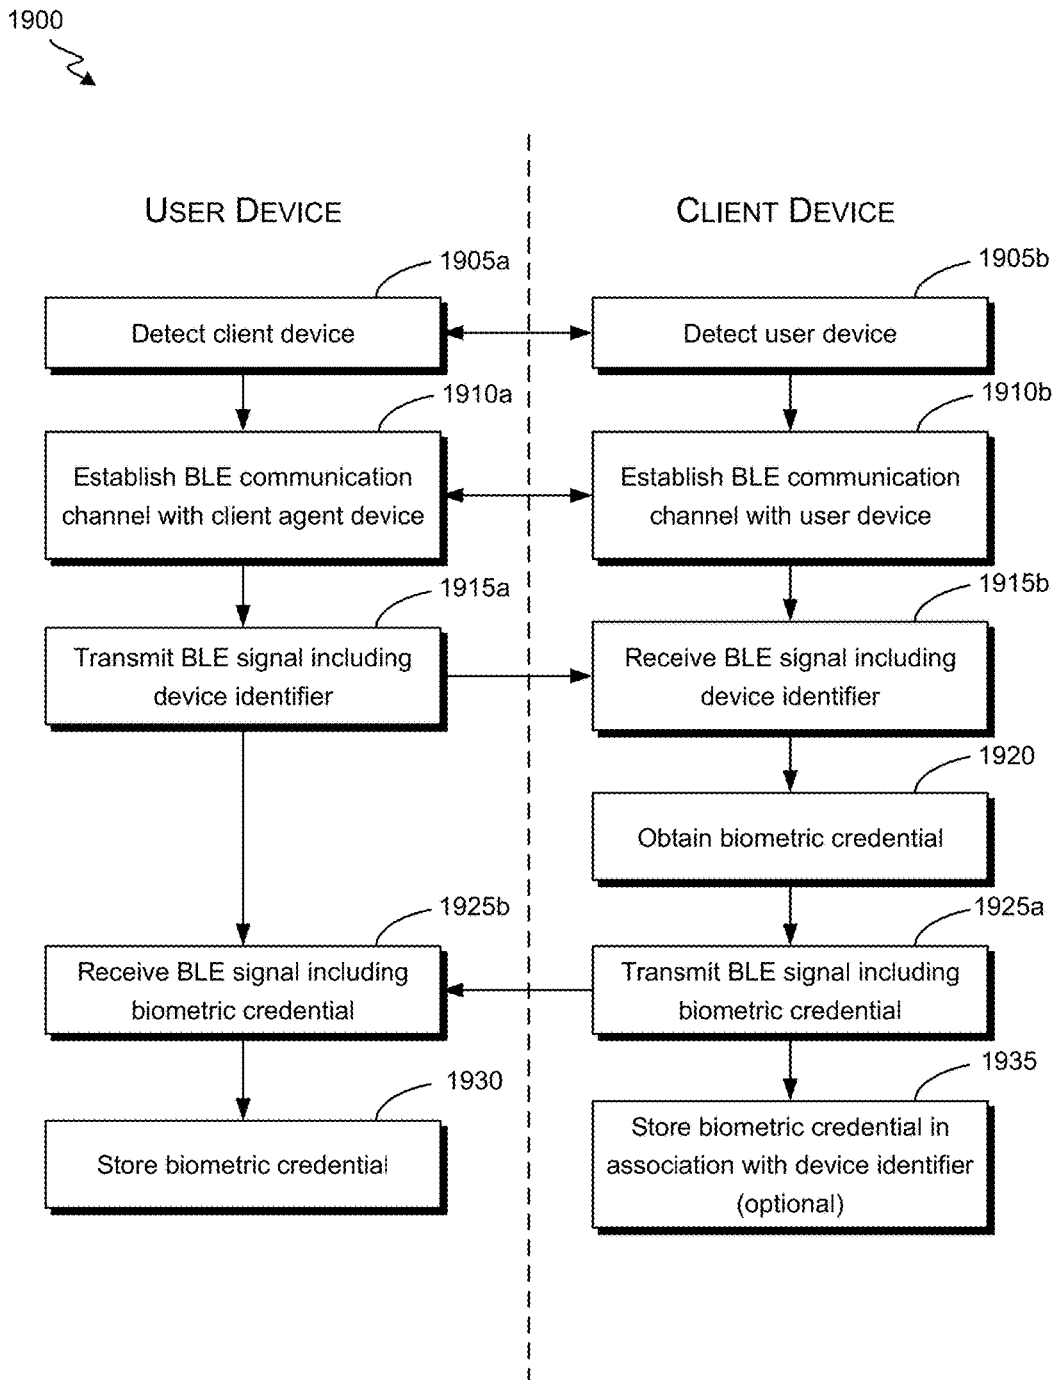 1900
USER DEVICE
CLIENT DEVICE
1905a
1905b
Detect client device
Detect user device
1910a
1910b
Establish BLE communication
channel with client agent device
Establish BLE communication
channel with user device
1915a
1915b
Transmit BLE signal including
device identifier
Receive BLE signal including
device identifier
1920
Obtain biometric credential
1925b
1925a
Receive BLE signal including
biometric credential
Transmit BLE signal including
biometric credential
1930
1935
Store biometric credential
Store biometric credential in
association with device identifier
(optional)